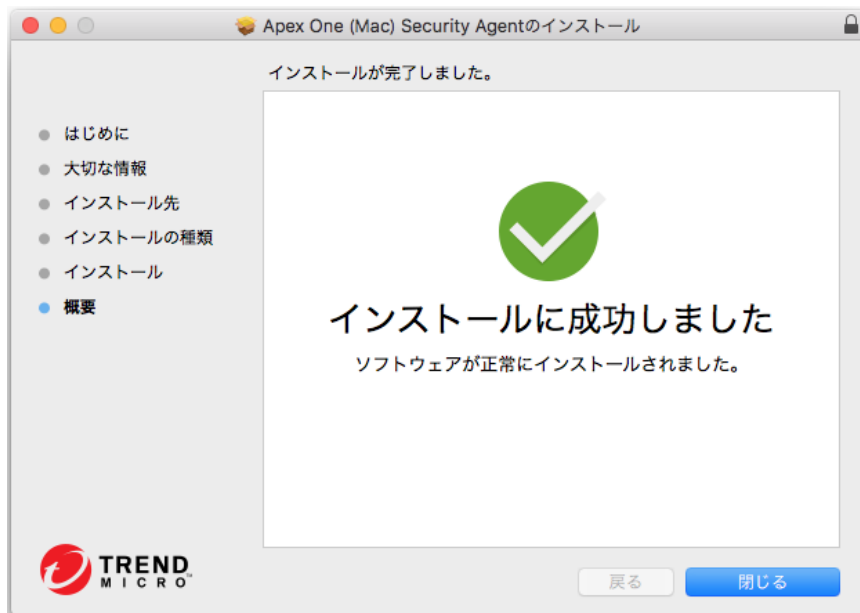 Apex One (Mac) Security Agentのインストール
インストールが完了しました。
はじめに
大切な情報
インストール先
インストールの種類
インストール
概要
インストールに成功しました
ソフトウェアが正常にインストールされました。
TREND
MICRO™
戻る
閉じる